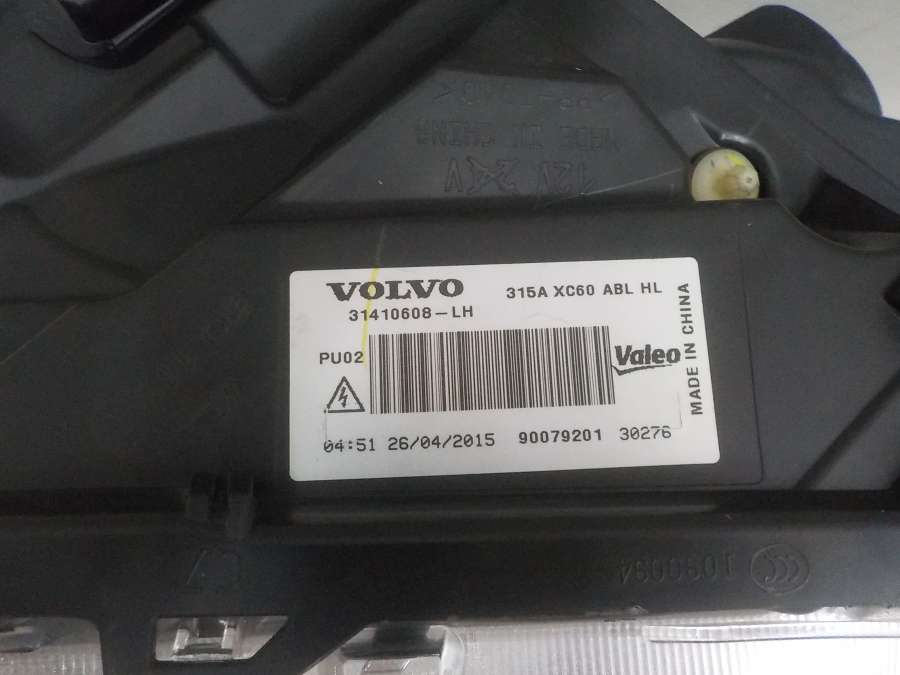 MADE IN CHINA
12V 24V
VOLVO 315A XC60 ABL HL
31410608-LH
PU02
Valeo
MADE IN CHINA
04:51 26/04/2015 90079201 30276